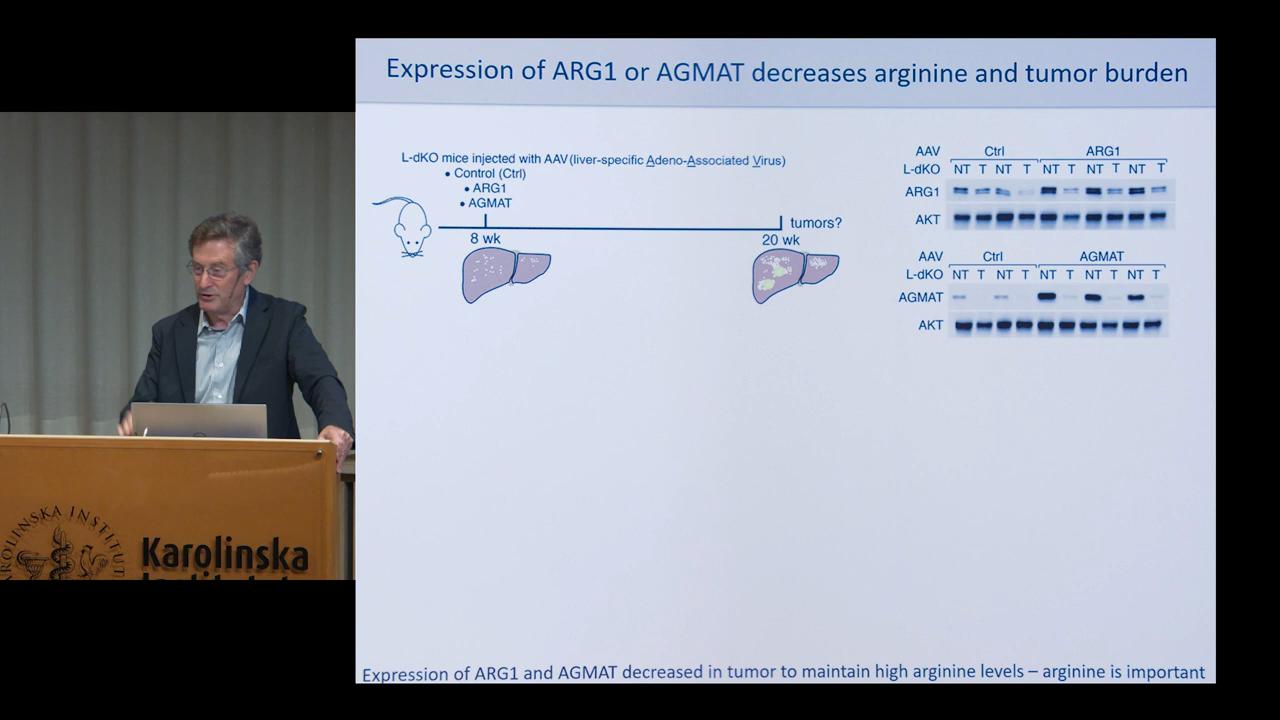 Expression of ARG1 or AGMAT decreases arginine and tumor burden
L-dKO mice injected with AAV (liver-specific Adeno-Associated Virus)
• Control (Ctrl)
• ARG1
• AGMAT
tumors?
8 wk
20 wk
AAV Ctrl ARG1
L-dKO NT T NT T NT T NT T NT T
ARG1
AKT
AAV Ctrl AGMAT
L-dKO NT T NT T NT T NT T NT T
AGMAT
AKT
Expression of ARG1 and AGMAT decreased in tumor to maintain high arginine levels – arginine is important
KAROLINSKA INSTITUT
Karolinska